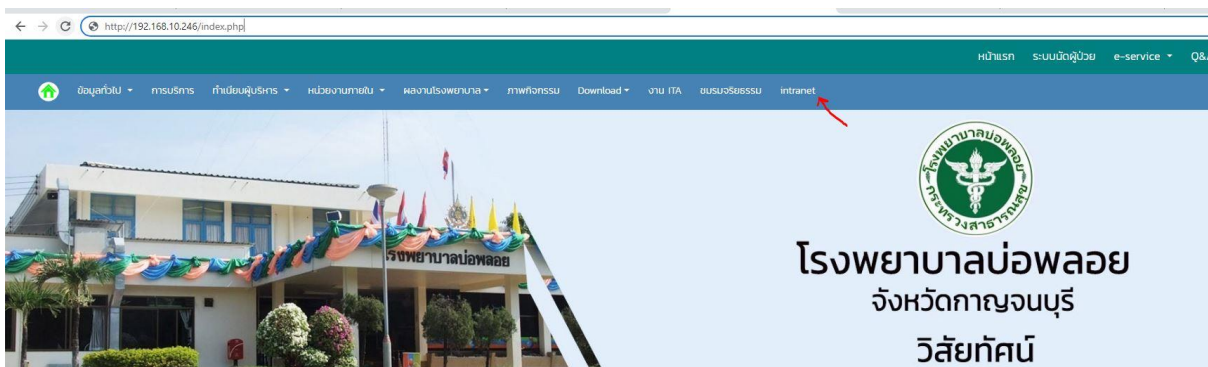 http://192.168.10.246/index.php
หน้าแรก ระบบนัดผู้ป่วย e-service Q&
ข้อมูลทั่วไป การบริการ ทำเนียบผู้บริหาร หน่วยงานภายใน ผลงานโรงพยาบาล ภาพกิจกรรม Download งาน ITA ชมรมจริยธรรม intranet
โรงพยาบาลบ่อพลอย
กระทรวงสาธารณสุข
โรงพยาบาลบ่อพลอย
โรงพยาบาลบ่อพลอย
จังหวัดกาญจนบุรี
วิสัยทัศน์